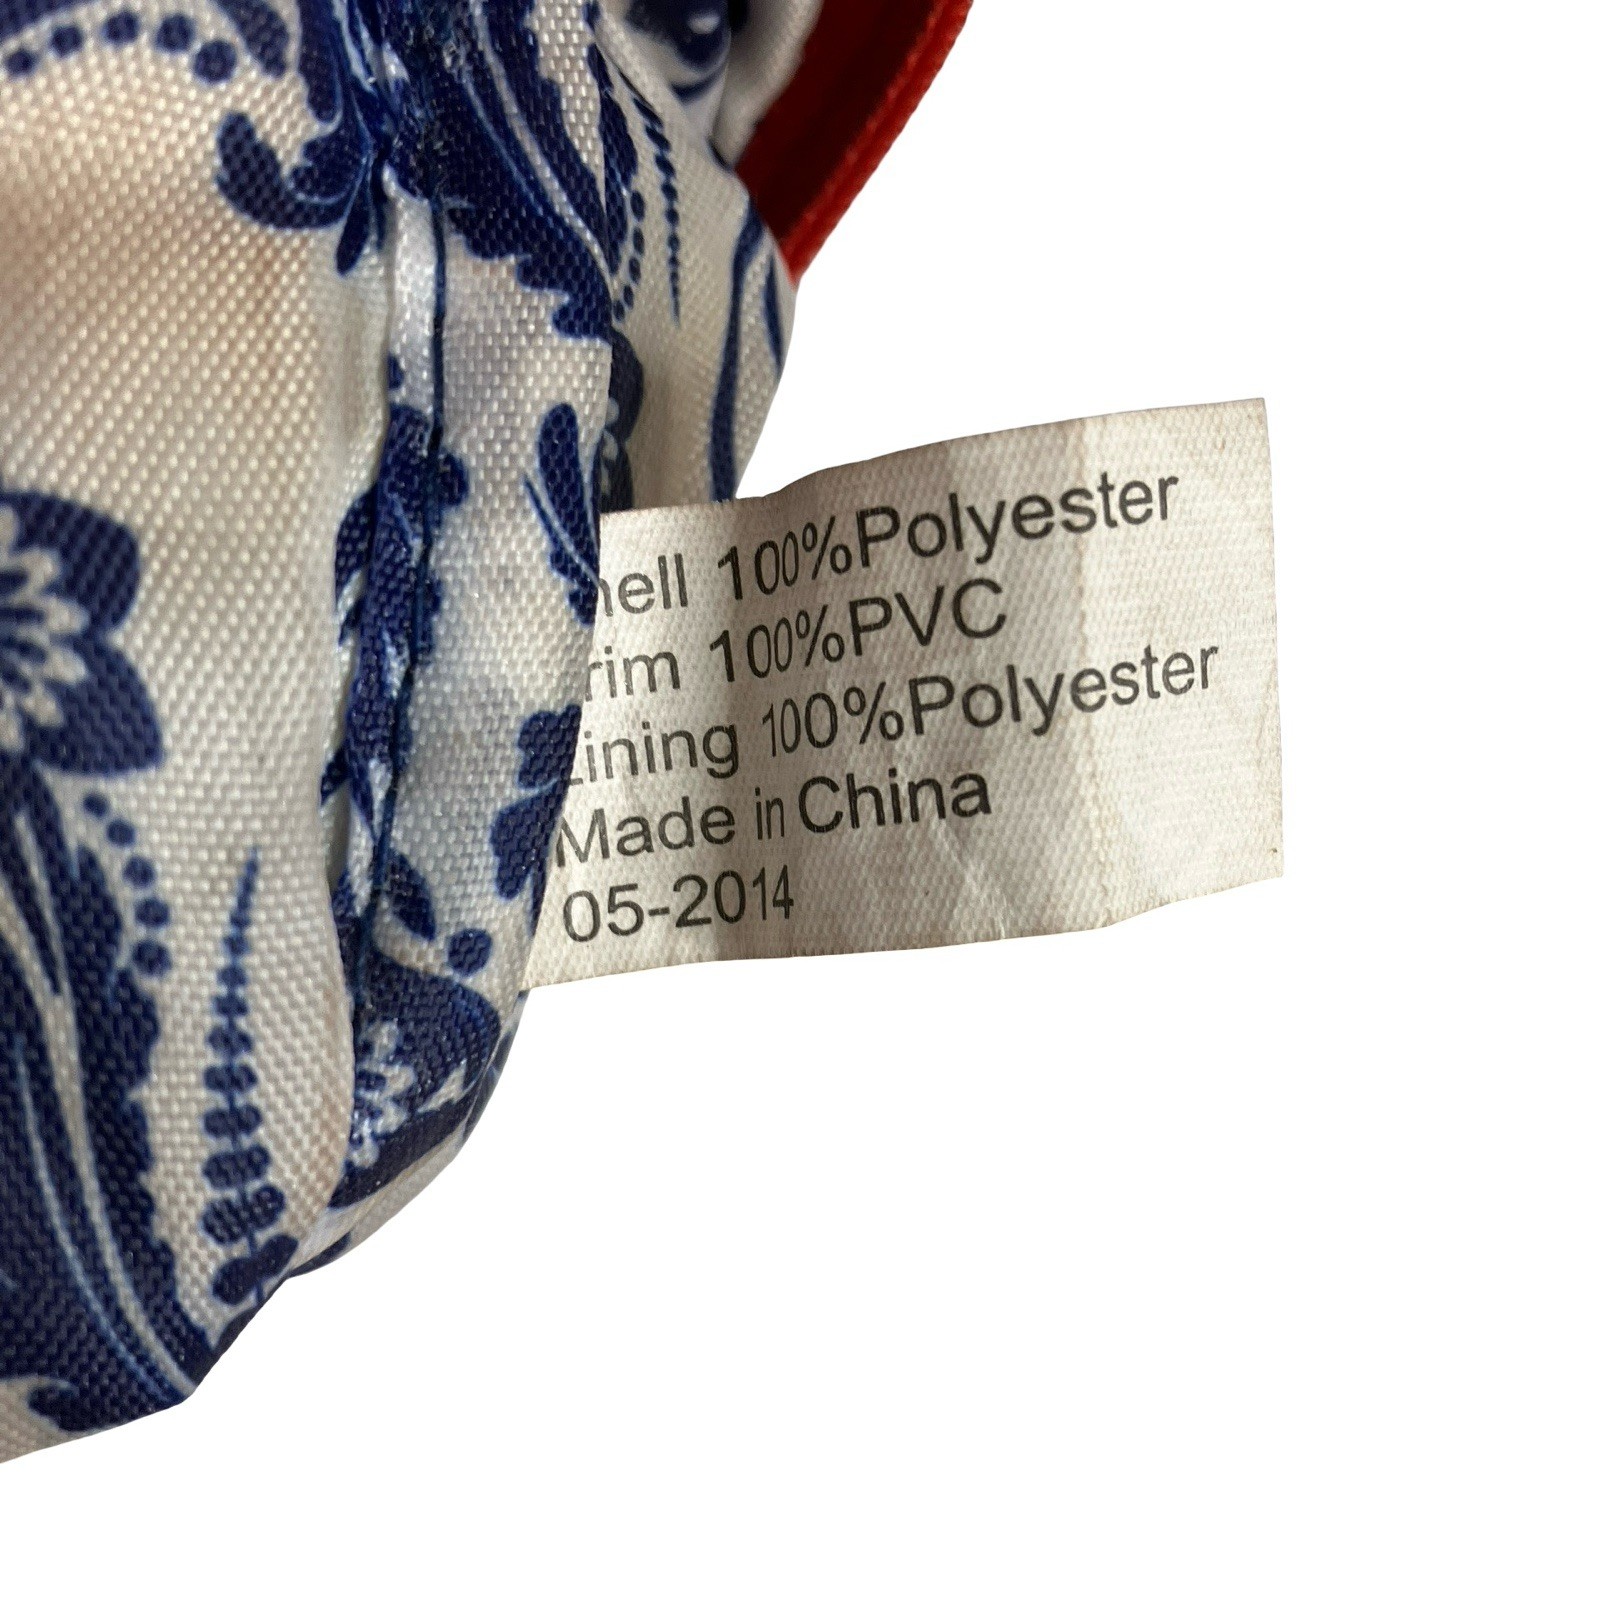 hell 100%Polyester
rim 100%PVC
Lining 100%Polyester
Made in China
05-2014